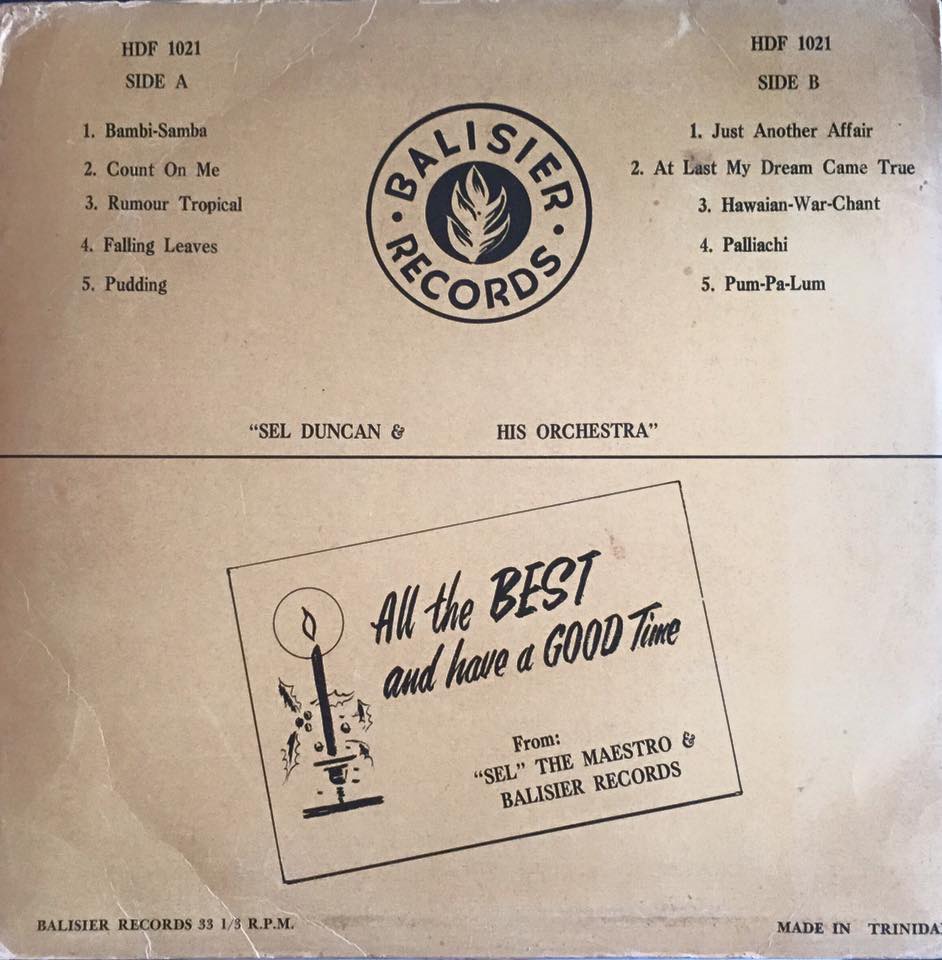 HDF 1021
SIDE A
1. Bambi-Samba
2. Count On Me
3. Rumour Tropical
4. Falling Leaves
5. Pudding
BALISIER
RECORDS
HDF 1021
SIDE B
1. Just Another Affair
2. At Last My Dream Came True
3. Hawaian-War-Chant
4. Palliachi
5. Pum-Pa-Lum
"SEL DUNCAN & HIS ORCHESTRA"
All the BEST
and have a GOOD Time
From:
"SEL" THE MAESTRO &
BALISIER RECORDS
BALISIER RECORDS 33 1/3 R.P.M.
MADE IN TRINIDA